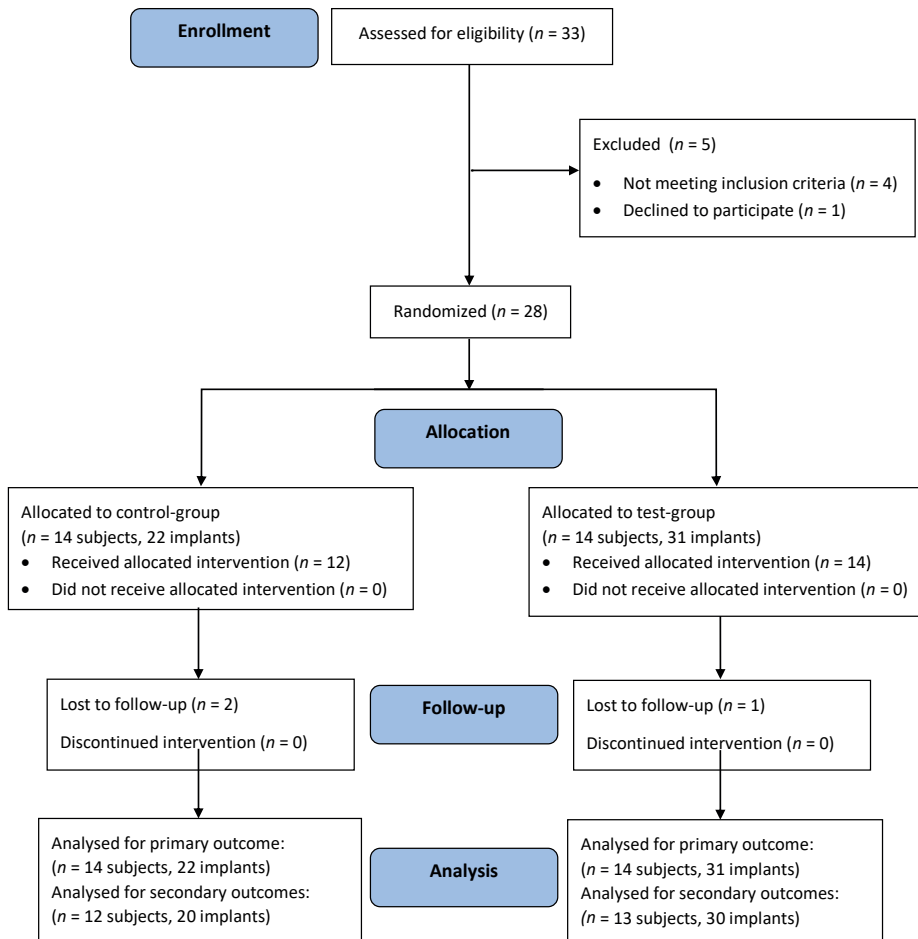 Enrollment
Assessed for eligibility (n = 33)
Excluded (n = 5)
• Not meeting inclusion criteria (n = 4)
• Declined to participate (n = 1)
Randomized (n = 28)
Allocation
Allocated to control-group
(n = 14 subjects, 22 implants)
• Received allocated intervention (n = 12)
• Did not receive allocated intervention (n = 0)
Allocated to test-group
(n = 14 subjects, 31 implants)
• Received allocated intervention (n = 14)
• Did not receive allocated intervention (n = 0)
Lost to follow-up (n = 2)
Discontinued intervention (n = 0)
Follow-up
Lost to follow-up (n = 1)
Discontinued intervention (n = 0)
Analysed for primary outcome:
(n = 14 subjects, 22 implants)
Analysed for secondary outcomes:
(n = 12 subjects, 20 implants)
Analysis
Analysed for primary outcome:
(n = 14 subjects, 31 implants)
Analysed for secondary outcomes:
(n = 13 subjects, 30 implants)